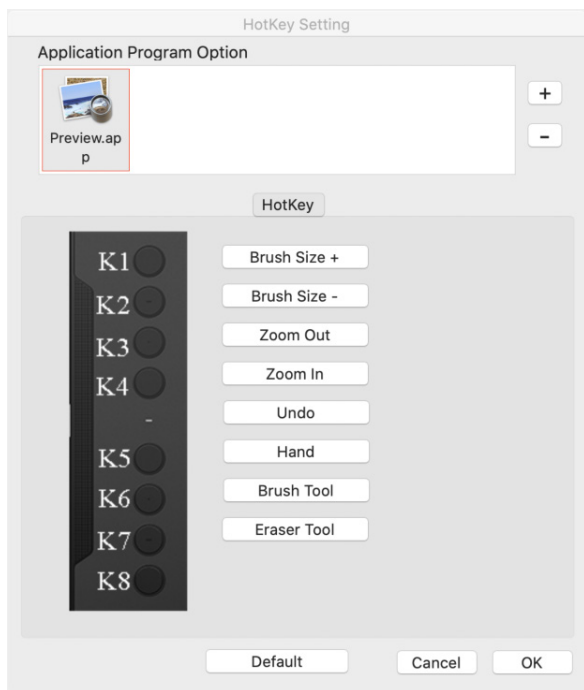 HotKey Setting
Application Program Option
Preview.ap
p
+
-
HotKey
K1
Brush Size +
K2
Brush Size -
K3
Zoom Out
K4
Zoom In
-
Undo
K5
Hand
K6
Brush Tool
K7
Eraser Tool
K8
Default
Cancel
OK